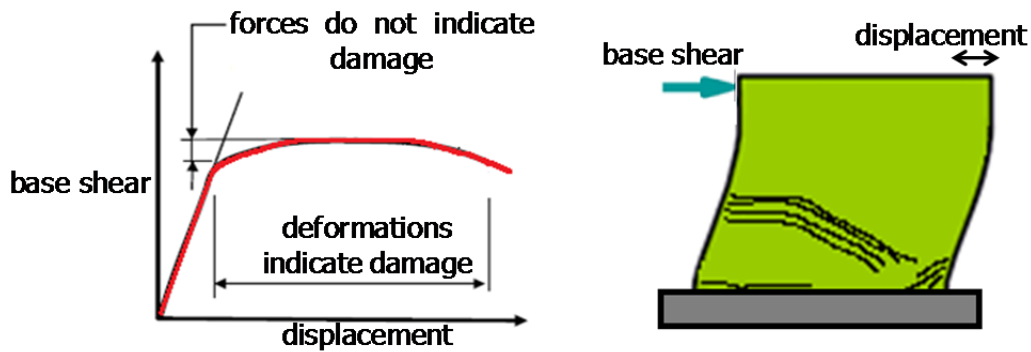 forces do not indicate
damage
base shear
deformations
indicate damage
displacement
displacement
base shear